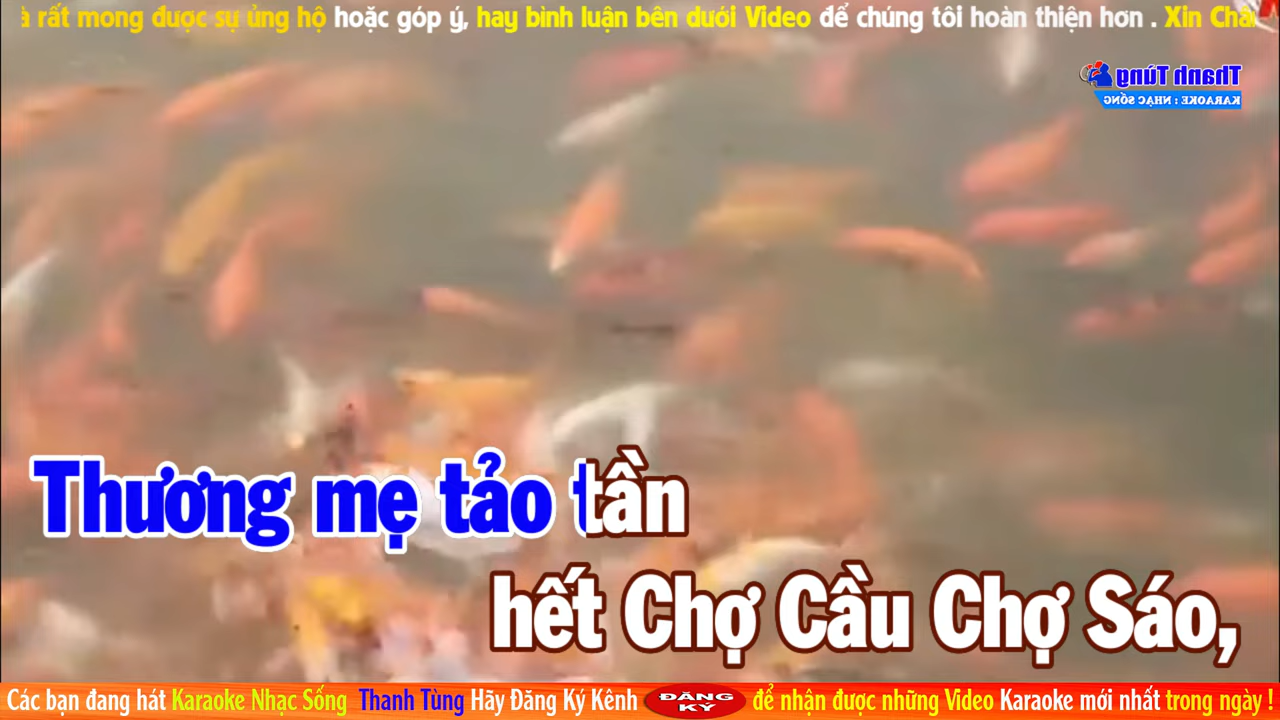 rất mong được sự ủng hộ hoặc góp ý, hay bình luận bên dưới Video để chúng tôi hoàn thiện hơn . Xin
Thanh Tùng
KARAOKE : NHẠC SỐNG
Thương mẹ tảo tần
hết Chợ Cầu Chợ Sáo,
Các bạn đang hát Karaoke Nhạc Sống Thanh Tùng Hãy Đăng Ký Kênh ĐĂNG KÝ để nhận được những Video Karaoke mới nhất trong ngày !